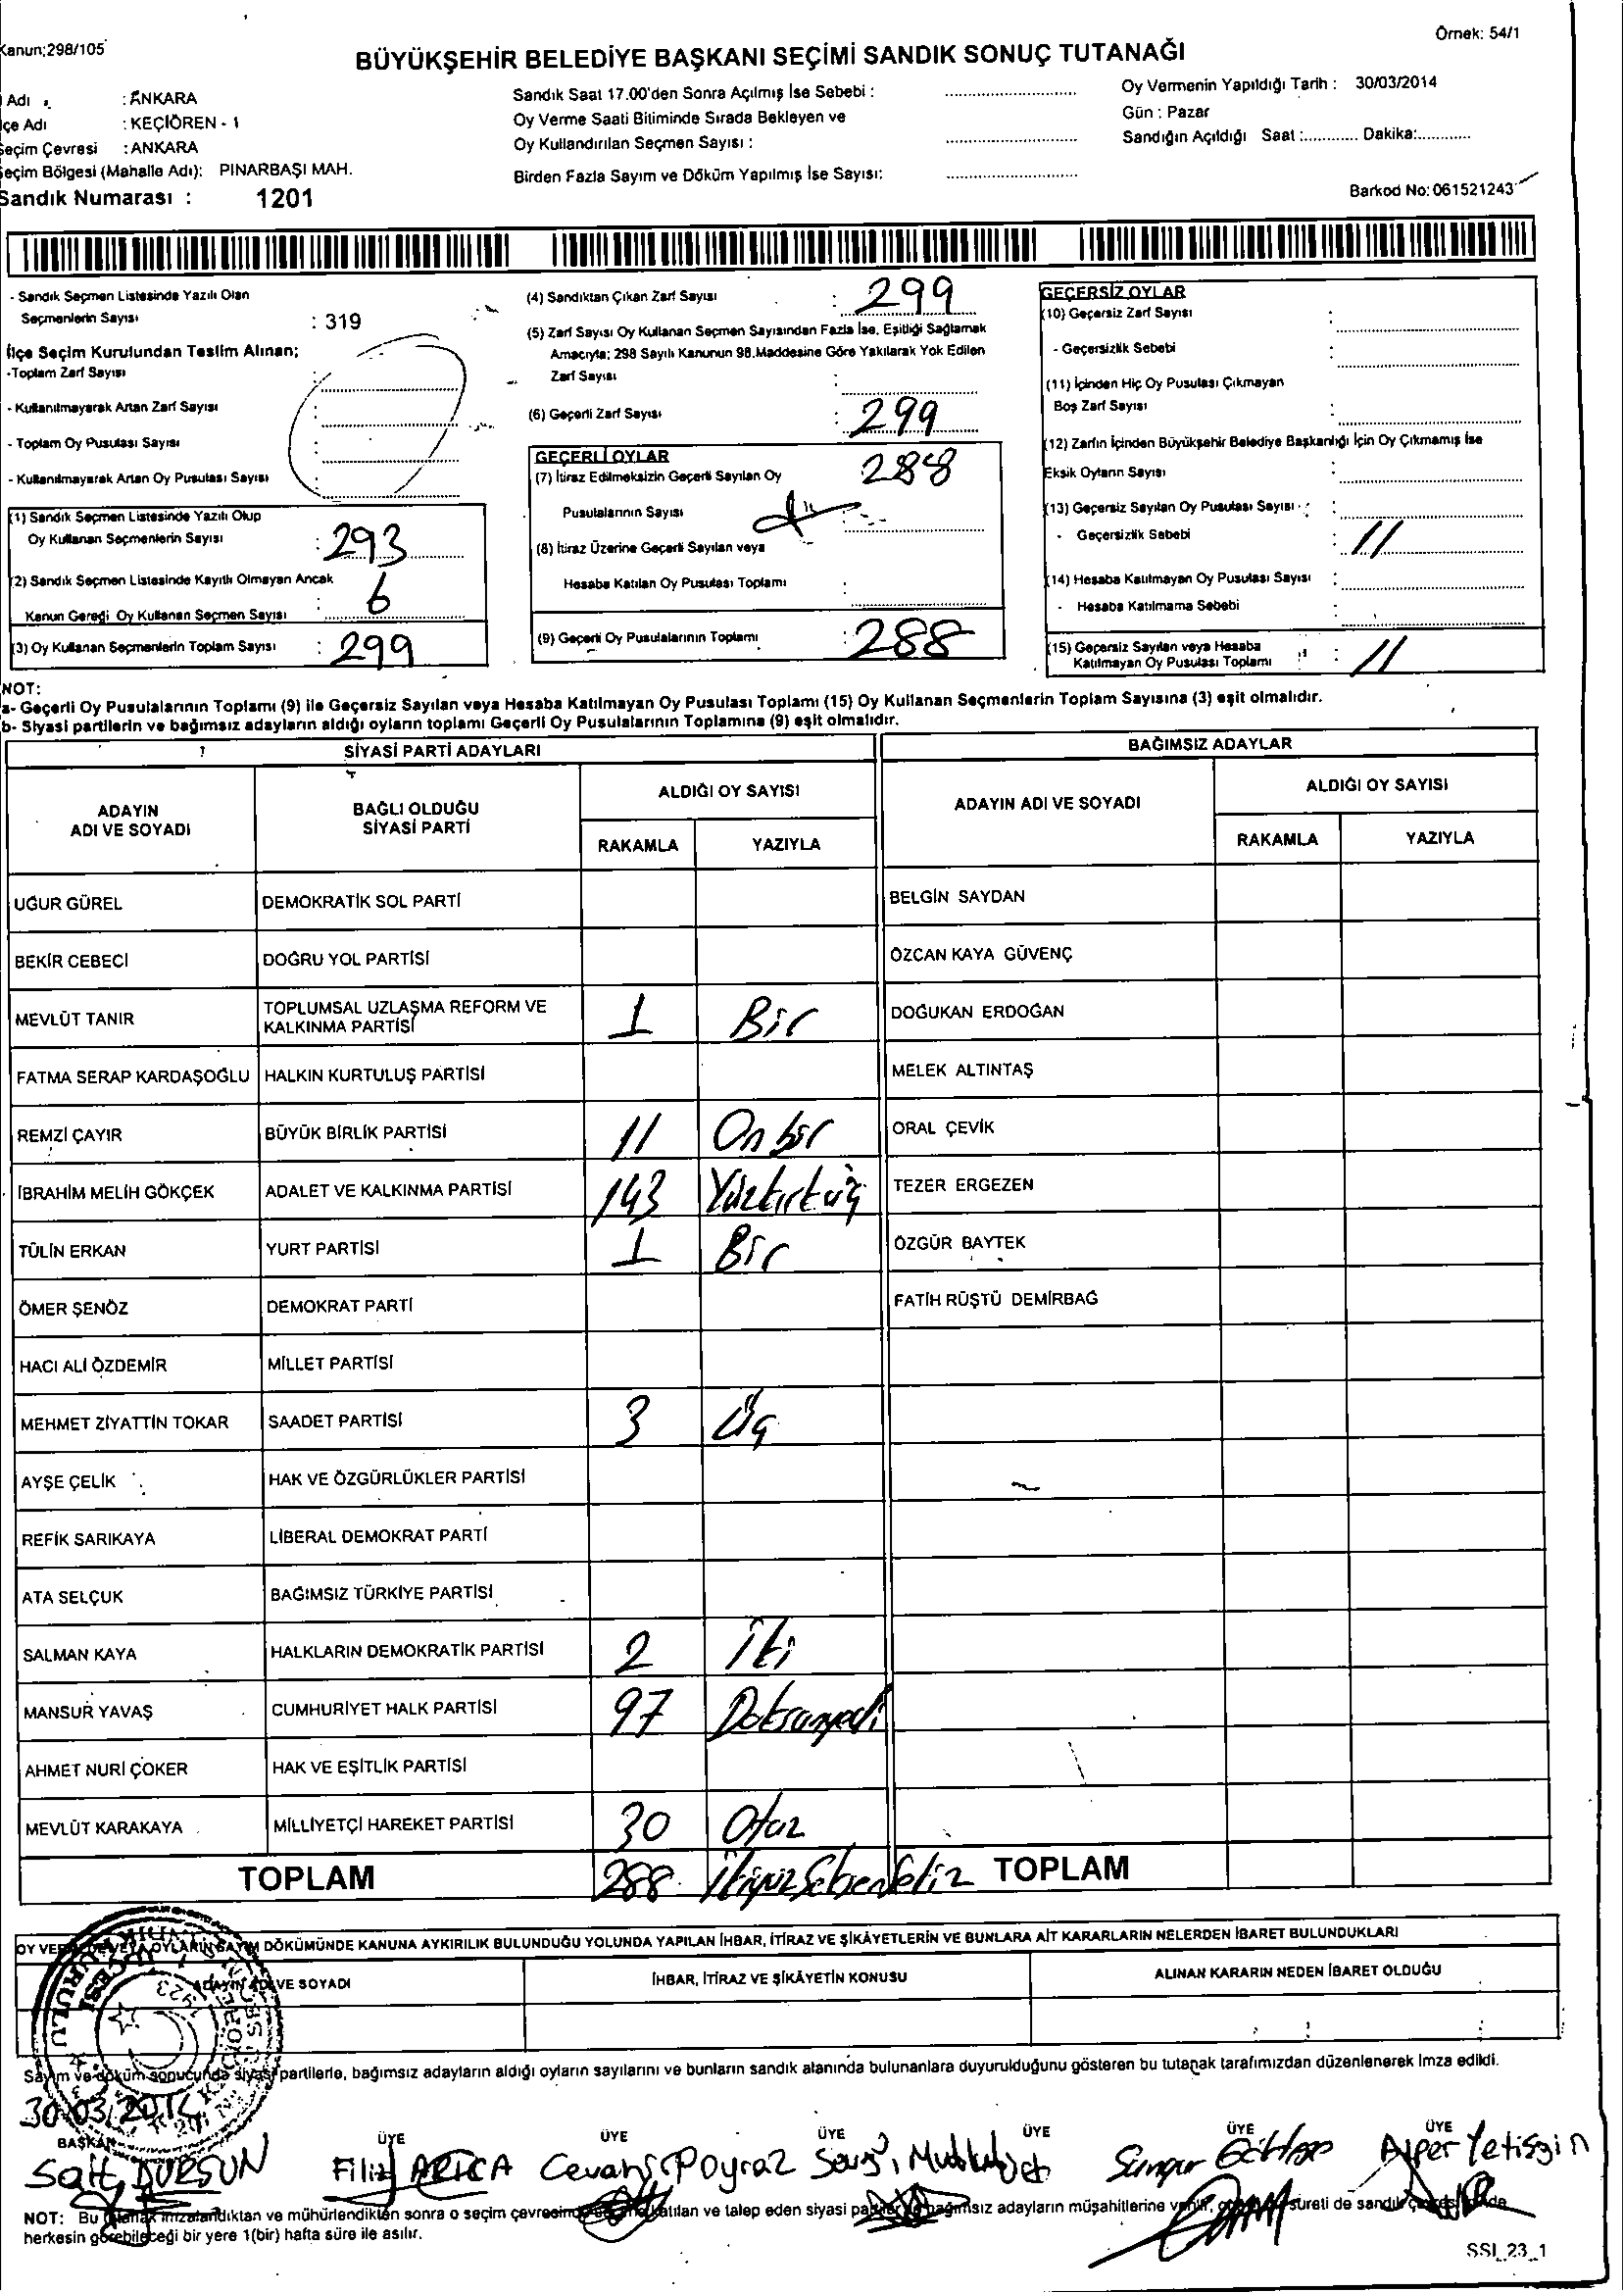 Kanun;298/105
Örnek: 54/1
BÜYÜKŞEHİR BELEDİYE BAŞKANI SEÇİMİ SANDIK SONUÇ TUTANAĞI
Adı : ANKARA
Sandık Saat 17.00'den Sonra Açılmış İse Sebebi :
Oy Vermenin Yapıldığı Tarih : 30/03/2014
çe Adı : KEÇİÖREN - 1
Oy Verme Saati Bitiminde Sırada Bekleyen ve
Gün : Pazar
Seçim Çevresi : ANKARA
Oy Kullandırılan Seçmen Sayısı :
Sandığın Açıldığı Saat :............ Dakika:............
Seçim Bölgesi (Mahalle Adı): PINARBAŞI MAH.
Birden Fazla Sayım ve Döküm Yapılmış İse Sayısı:
Sandık Numarası : 1201
Barkod No: 061521243
- Sandık Seçmen Listesinde Yazılı Olan
Seçmenlerin Sayısı : 319
İlçe Seçim Kurulundan Teslim Alınan;
-Toplam Zarf Sayısı :
- Kullanılmayarak Artan Zarf Sayısı :
- Toplam Oy Pusulası Sayısı :
- Kullanılmayarak Artan Oy Pusulası Sayısı :
(1) Sandık Seçmen Listesinde Yazılı Olup
Oy Kullanan Seçmenlerin Sayısı : 293
(2) Sandık Seçmen Listesinde Kayıtlı Olmayan Ancak
Kanun Gereği Oy Kullanan Seçmen Sayısı : 6
(3) Oy Kullanan Seçmenlerin Toplam Sayısı : 299
(4) Sandıktan Çıkan Zarf Sayısı : 299
(5) Zarf Sayısı Oy Kullanan Seçmen Sayısından Fazla İse, Eşitliği Sağlamak
Amacıyla; 298 Sayılı Kanunun 98.Maddesine Göre Yakılarak Yok Edilen
Zarf Sayısı :
(6) Geçerli Zarf Sayısı : 299
GEÇERLİ OYLAR
(7) İtiraz Edilmeksizin Geçerli Sayılan Oy 288
Pusulalarının Sayısı
(8) İtiraz Üzerine Geçerli Sayılan veya
Hesaba Katılan Oy Pusulası Toplamı :
(9) Geçerli Oy Pusulalarının Toplamı : 288
GEÇERSİZ OYLAR
(10) Geçersiz Zarf Sayısı :
- Geçersizlik Sebebi :
(11) İçinden Hiç Oy Pusulası Çıkmayan
Boş Zarf Sayısı :
(12) Zarfın İçinden Büyükşehir Belediye Başkanlığı İçin Oy Çıkmamış İse
Eksik Oyların Sayısı :
(13) Geçersiz Sayılan Oy Pusulası Sayısı :
- Geçersizlik Sebebi : 11
(14) Hesaba Katılmayan Oy Pusulası Sayısı :
- Hesaba Katılmama Sebebi :
(15) Geçersiz Sayılan veya Hesaba
Katılmayan Oy Pusulası Toplamı : 11
NOT:
a- Geçerli Oy Pusulalarının Toplamı (9) ile Geçersiz Sayılan veya Hesaba Katılmayan Oy Pusulası Toplamı (15) Oy Kullanan Seçmenlerin Toplam Sayısına (3) eşit olmalıdır.
b- Siyasi partilerin ve bağımsız adayların aldığı oyların toplamı Geçerli Oy Pusulalarının Toplamına (9) eşit olmalıdır.
SİYASİ PARTİ ADAYLARI
BAĞIMSIZ ADAYLAR
ADAYIN ADI VE SOYADI
BAĞLI OLDUĞU SİYASİ PARTİ
ALDIĞI OY SAYISI
RAKAMLA YAZIYLA
ADAYIN ADI VE SOYADI
ALDIĞI OY SAYISI
RAKAMLA YAZIYLA
UĞUR GÜREL DEMOKRATİK SOL PARTİ BELGİN SAYDAN
BEKİR CEBECİ DOĞRU YOL PARTİSİ ÖZCAN KAYA GÜVENÇ
MEVLÜT TANIR TOPLUMSAL UZLAŞMA REFORM VE KALKINMA PARTİSİ 1 Bir DOĞUKAN ERDOĞAN
FATMA SERAP KARDAŞOĞLU HALKIN KURTULUŞ PARTİSİ MELEK ALTINTAŞ
REMZİ ÇAYIR BÜYÜK BİRLİK PARTİSİ 11 Onbir ORAL ÇEVİK
İBRAHİM MELİH GÖKÇEK ADALET VE KALKINMA PARTİSİ 143 Yüzkırküç TEZER ERGEZEN
TÜLİN ERKAN YURT PARTİSİ 1 Bir ÖZGÜR BAYTEK
ÖMER ŞENÖZ DEMOKRAT PARTİ FATİH RÜŞTÜ DEMİRBAĞ
HACI ALİ ÖZDEMİR MİLLET PARTİSİ
MEHMET ZİYATTİN TOKAR SAADET PARTİSİ 3 Üç
AYŞE ÇELİK HAK VE ÖZGÜRLÜKLER PARTİSİ
REFİK SARIKAYA LİBERAL DEMOKRAT PARTİ
ATA SELÇUK BAĞIMSIZ TÜRKİYE PARTİSİ
SALMAN KAYA HALKLARIN DEMOKRATİK PARTİSİ 2 İki
MANSUR YAVAŞ CUMHURİYET HALK PARTİSİ 97 Doksanyedi
AHMET NURİ ÇOKER HAK VE EŞİTLİK PARTİSİ
MEVLÜT KARAKAYA MİLLİYETÇİ HAREKET PARTİSİ 30 Otuz
TOPLAM 288 İkiyüzseksensekiz TOPLAM
OY VERMEDE VEYA OYLARIN SAYIM DÖKÜMÜNDE KANUNA AYKIRILIK BULUNDUĞU YOLUNDA YAPILAN İHBAR, İTİRAZ VE ŞİKÂYETLERİN VE BUNLARA AİT KARARLARIN NELERDEN İBARET BULUNDUKLARI
ADAYIN ADI VE SOYADI İHBAR, İTİRAZ VE ŞİKÂYETİN KONUSU ALINAN KARARIN NEDEN İBARET OLDUĞU
Sayım ve döküm sonucunda siyasi partilerle, bağımsız adayların aldığı oyların sayılarını ve bunların sandık alanında bulunanlara duyurulduğunu gösteren bu tutanak tarafımızdan düzenlenerek imza edildi.
30.03.2014
BAŞKAN ÜYE ÜYE ÜYE ÜYE ÜYE ÜYE
Sait DURSUN Filiz ARICA Cevahir Poyraz Alper Yetişgin
NOT: Bu tutanak imzalandıktan ve mühürlendikten sonra o seçim çevresinde katılan ve talep eden siyasi bağımsız adayların müşahitlerine sureti de sandık
herkesin görebileceği bir yere 1(bir) hafta süre ile asılır.
SSI_23_1